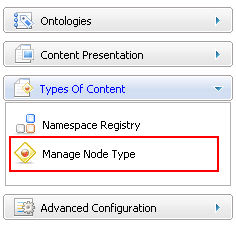 Ontologies
Content Presentation
Types Of Content
Namespace Registry
Manage Node Type
Advanced Configuration